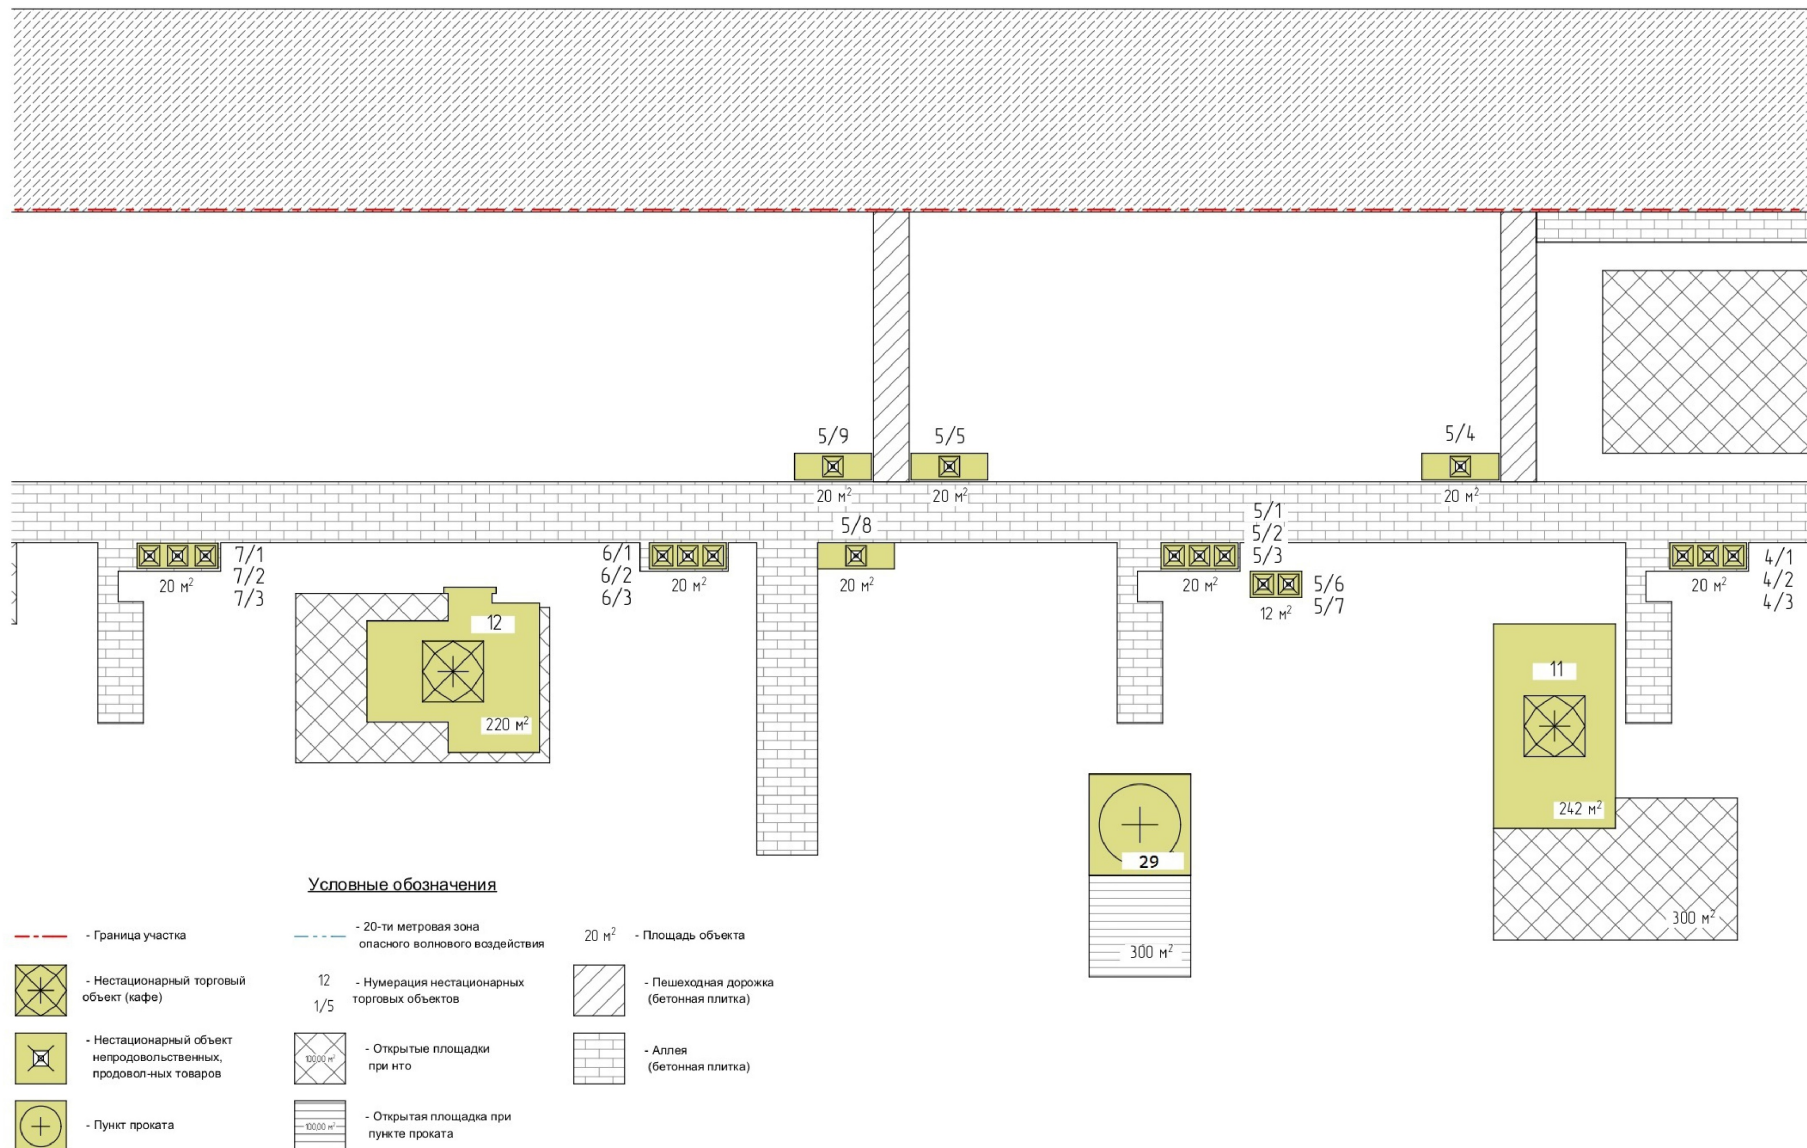 5/9
5/5
5/4
20 м²
20 м²
20 м²
5/8
5/1
5/2
5/3
7/1
7/2
7/3
20 м²
6/1
6/2
6/3
20 м²
20 м²
20 м²
12 м²
5/6
5/7
20 м²
4/1
4/2
4/3
12
220 м²
11
242 м²
300 м²
29
300 м²
Условные обозначения
- Граница участка
- Нестационарный торговый
объект (кафе)
- Нестационарный объект
непродовольственных,
продовол-ных товаров
- Пункт проката
- 20-ти метровая зона
опасного волнового воздействия
12
1/5
- Нумерация нестационарных
торговых объектов
100,00 м²
- Открытые площадки
при нто
100,00 м²
- Открытая площадка при
пункте проката
20 м²
- Площадь объекта
- Пешеходная дорожка
(бетонная плитка)
- Аллея
(бетонная плитка)